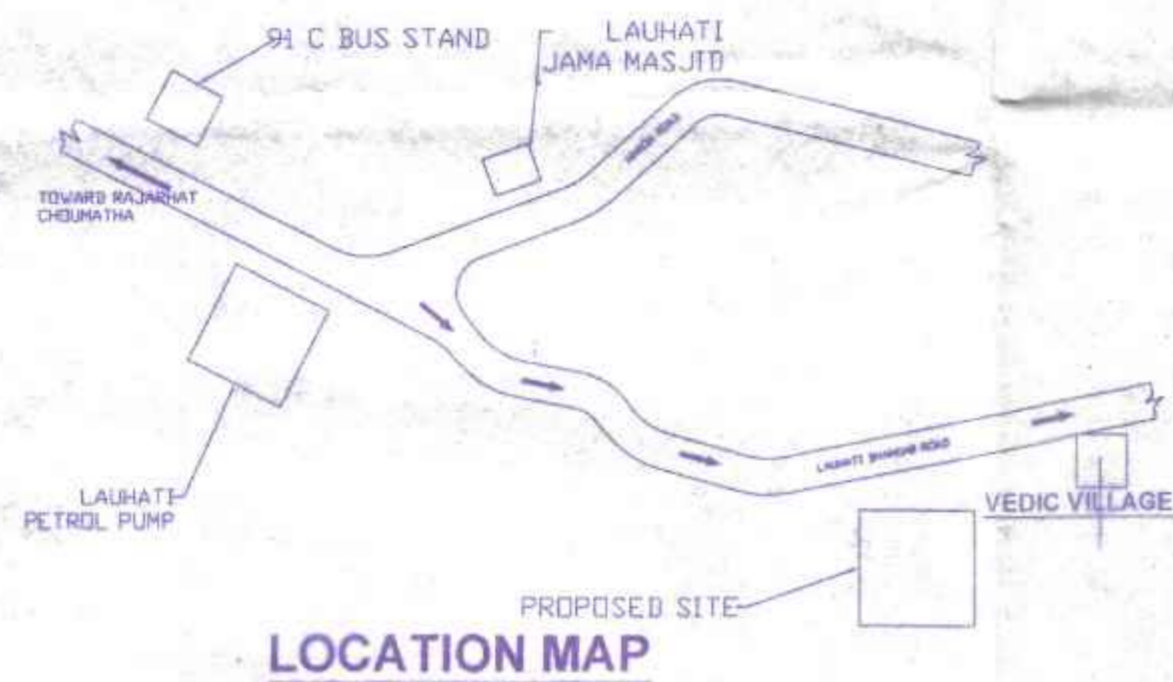 91 C BUS STAND
LAUHATI
JAMA MASJID
TOWARD RAJARHAT
CHOUMATHA
LAUHATI
PETROL PUMP
LAUHATI BHANGAR ROAD
VEDIC VILLAGE
PROPOSED SITE
LOCATION MAP